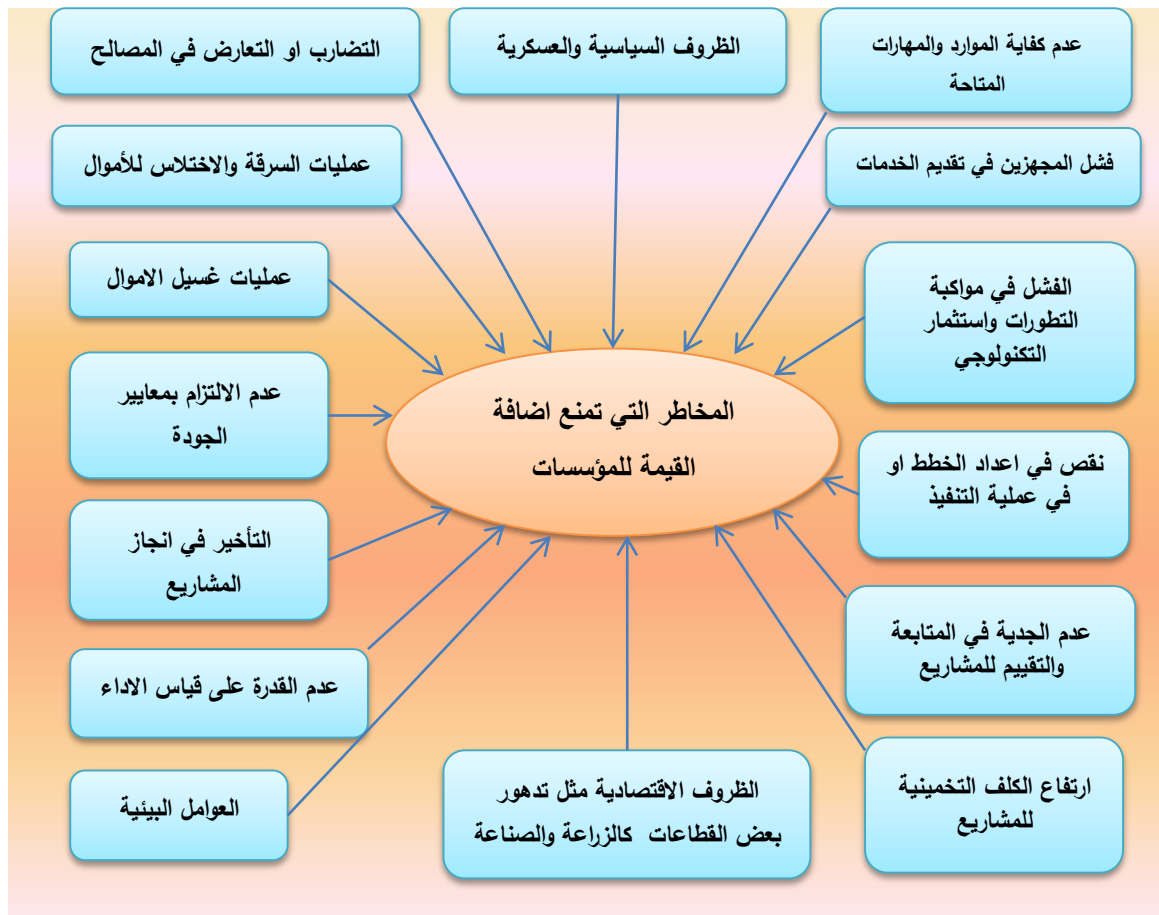 عدم كفاية الموارد والمهارات
المتاحة
الظروف السياسية والعسكرية
التضارب او التعارض في المصالح
فشل المجهزين في تقديم الخدمات
عمليات السرقة والاختلاس للأموال
الفشل في مواكبة
التطورات واستثمار
التكنولوجي
عمليات غسيل الاموال
المخاطر التي تمنع اضافة
القيمة للمؤسسات
عدم الالتزام بمعايير
الجودة
نقص في اعداد الخطط او
في عملية التنفيذ
التأخير في انجاز
المشاريع
عدم الجدية في المتابعة
والتقييم للمشاريع
عدم القدرة على قياس الاداء
ارتفاع الكلف التخمينية
للمشاريع
الظروف الاقتصادية مثل تدهور
بعض القطاعات كالزراعة والصناعة
العوامل البيئية